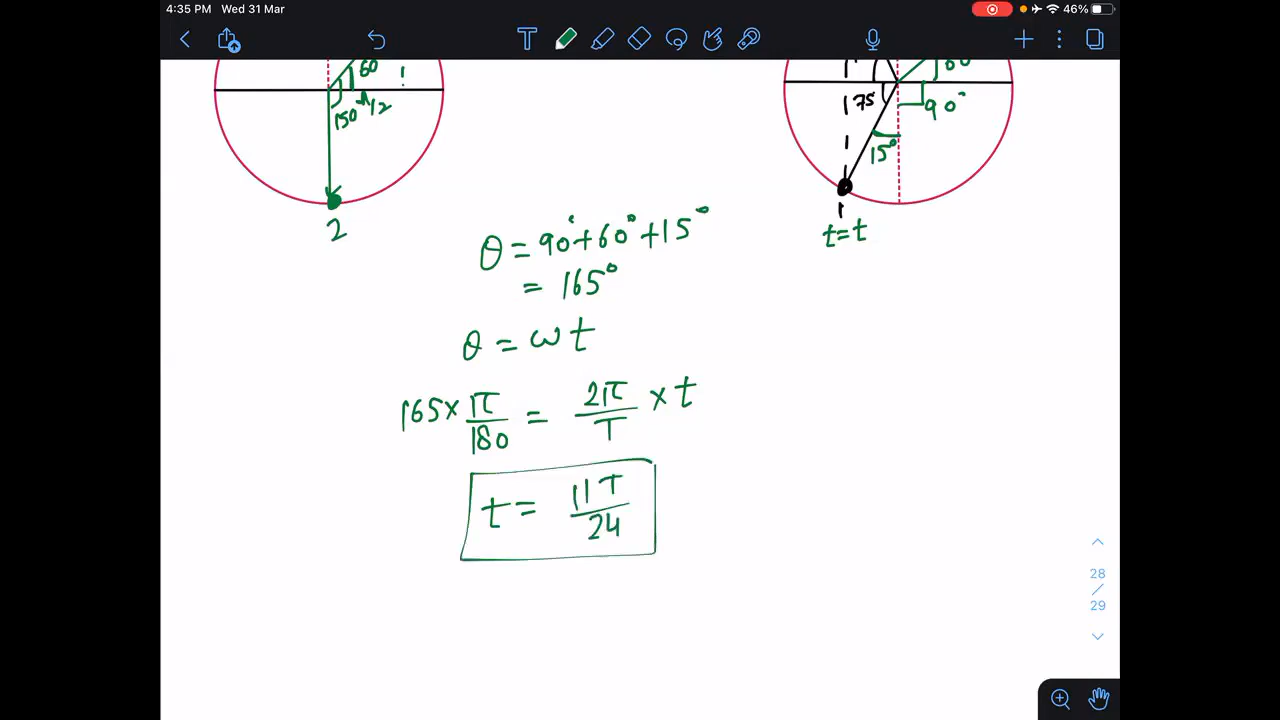 4:35 PM Wed 31 Mar
46%
T
60
150
2
75
90°
15°
t=t
θ = 90°+60°+15°
= 165°
θ = ωt
165× π/180 = 2π/T × t
t = 11T/24
28
/
29